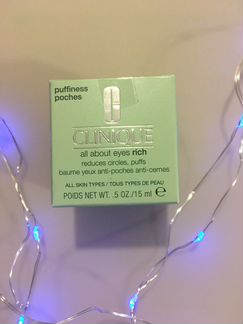 puffiness
poches
CLINIQUE
all about eyes rich
reduces circles, puffs
baume yeux anti-poches anti-cernes
ALL SKIN TYPES / TOUS TYPES DE PEAU
POIDS NET WT. .5 OZ./15 ml e